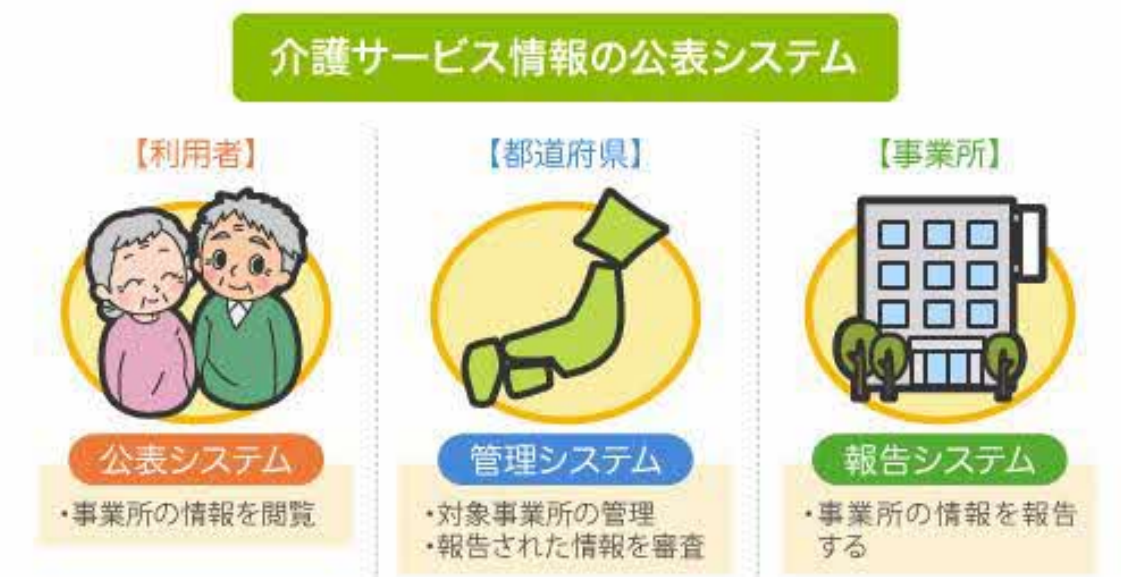 介護サービス情報の公表システム
【利用者】
公表システム
・事業所の情報を閲覧
【都道府県】
管理システム
・対象事業所の管理
・報告された情報を審査
【事業所】
報告システム
・事業所の情報を報告
する